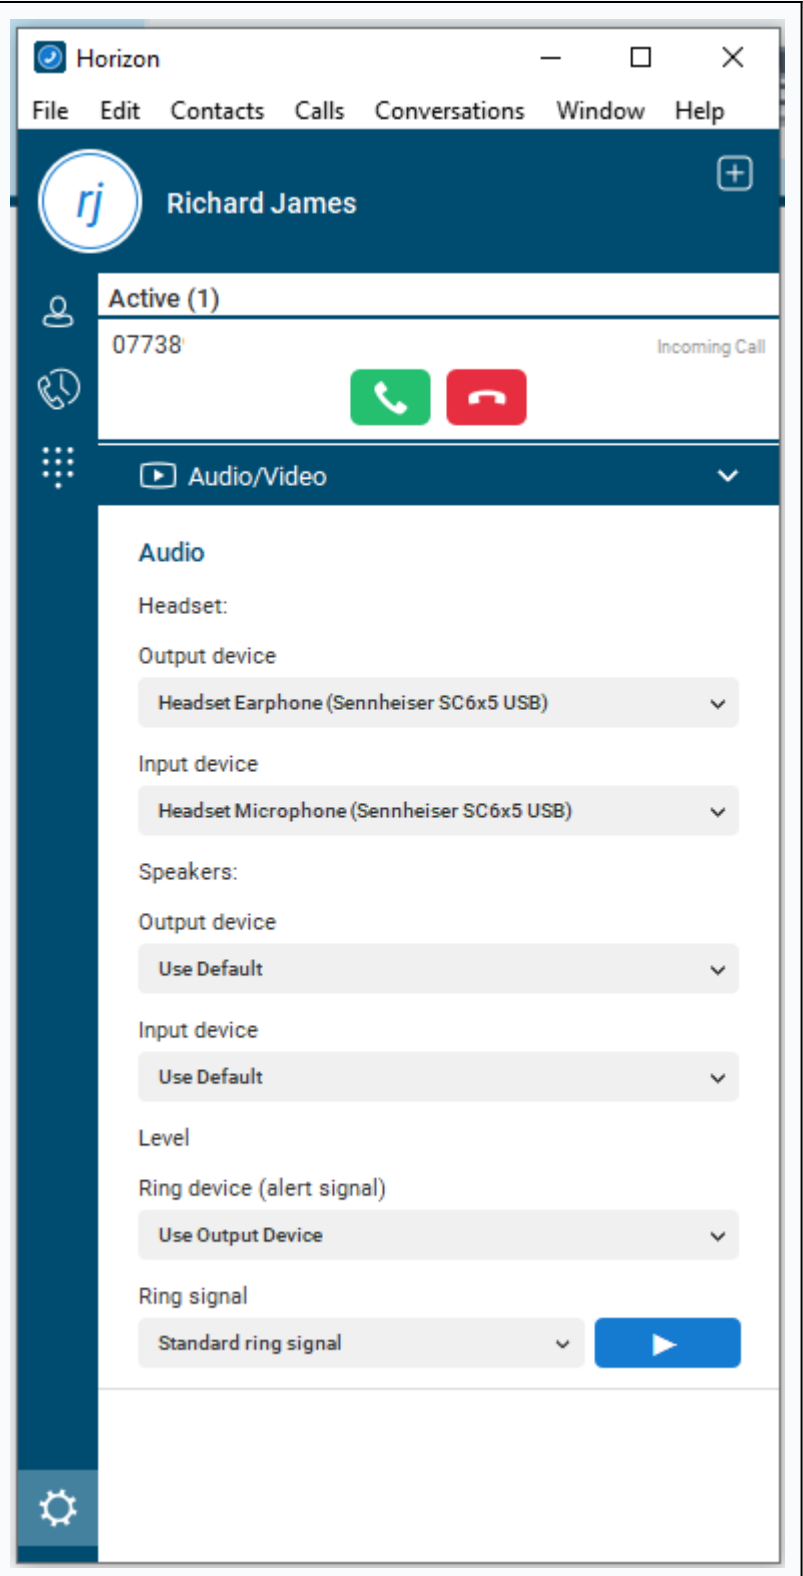 Horizon
File Edit Contacts Calls Conversations Window Help
rj
Richard James
Active (1)
07738
Incoming Call
Audio/Video
Audio
Headset:
Output device
Headset Earphone (Sennheiser SC6x5 USB)
Input device
Headset Microphone (Sennheiser SC6x5 USB)
Speakers:
Output device
Use Default
Input device
Use Default
Level
Ring device (alert signal)
Use Output Device
Ring signal
Standard ring signal